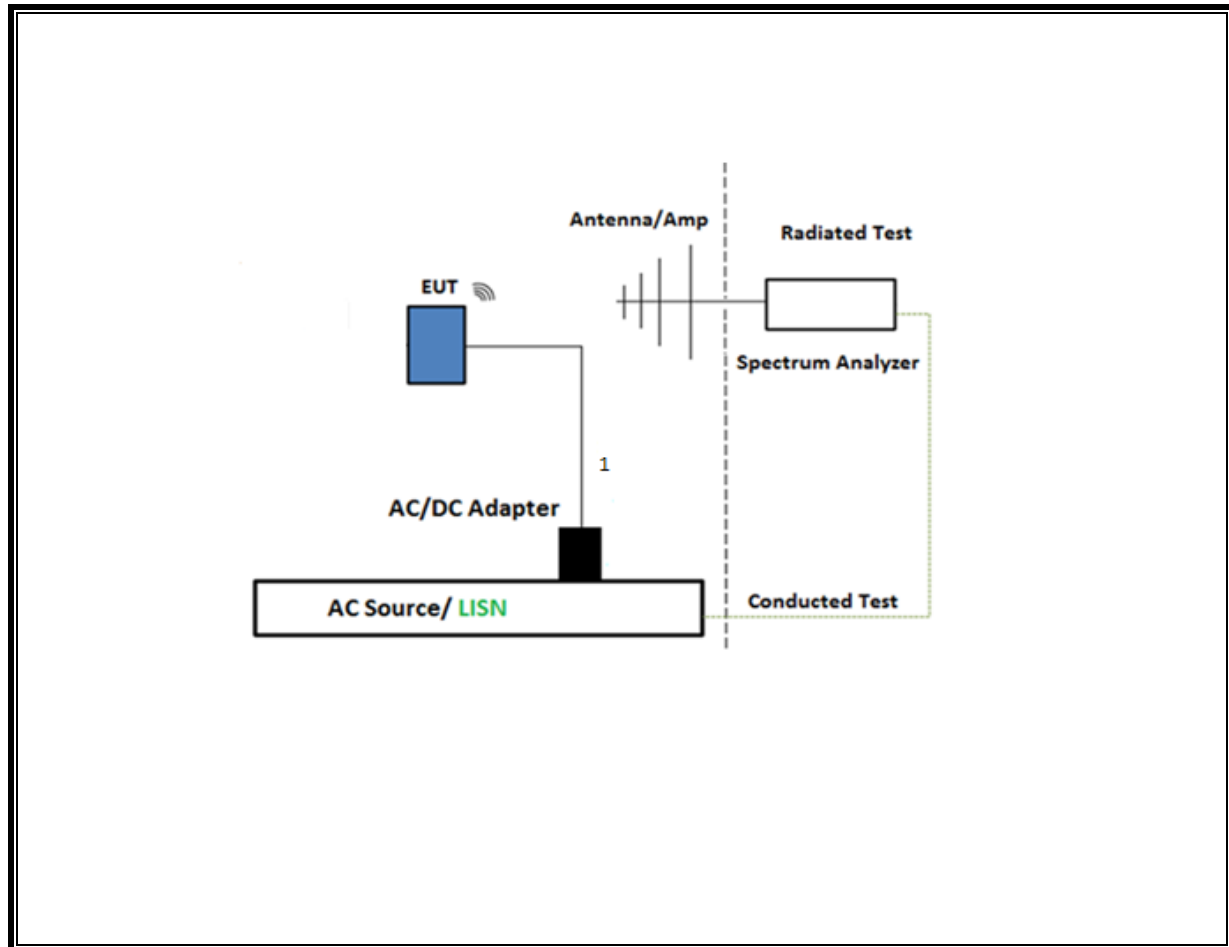 Antenna/Amp
Radiated Test
EUT
Spectrum Analyzer
1
AC/DC Adapter
AC Source/ LISN
Conducted Test